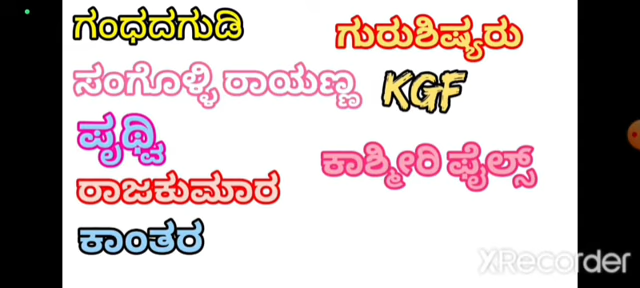 ಗಂಧದಗುಡಿ
ಸಂಗೊಳ್ಳಿ ರಾಯಣ್ಣ
ಪೃಥ್ವಿ
ರಾಜಕುಮಾರ
ಕಾಂತರ
ಗುರುಶಿಷ್ಯರು
KGF
ಕಾಶ್ಮೀರಿ ಫೈಲ್ಸ್
XRecorder